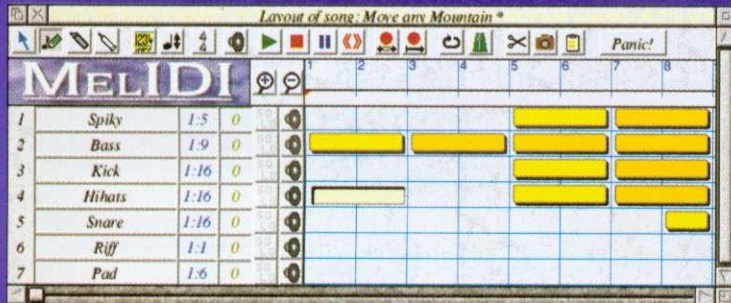 Layout of song: Move any Mountain *
Panic!
MELIDI
1 2 3 4 5 6 7 8
1 Spiky 1:5 0
2 Bass 1:9 0
3 Kick 1:16 0
4 Hihats 1:16 0
5 Snare 1:16 0
6 Riff 1:1 0
7 Pad 1:6 0